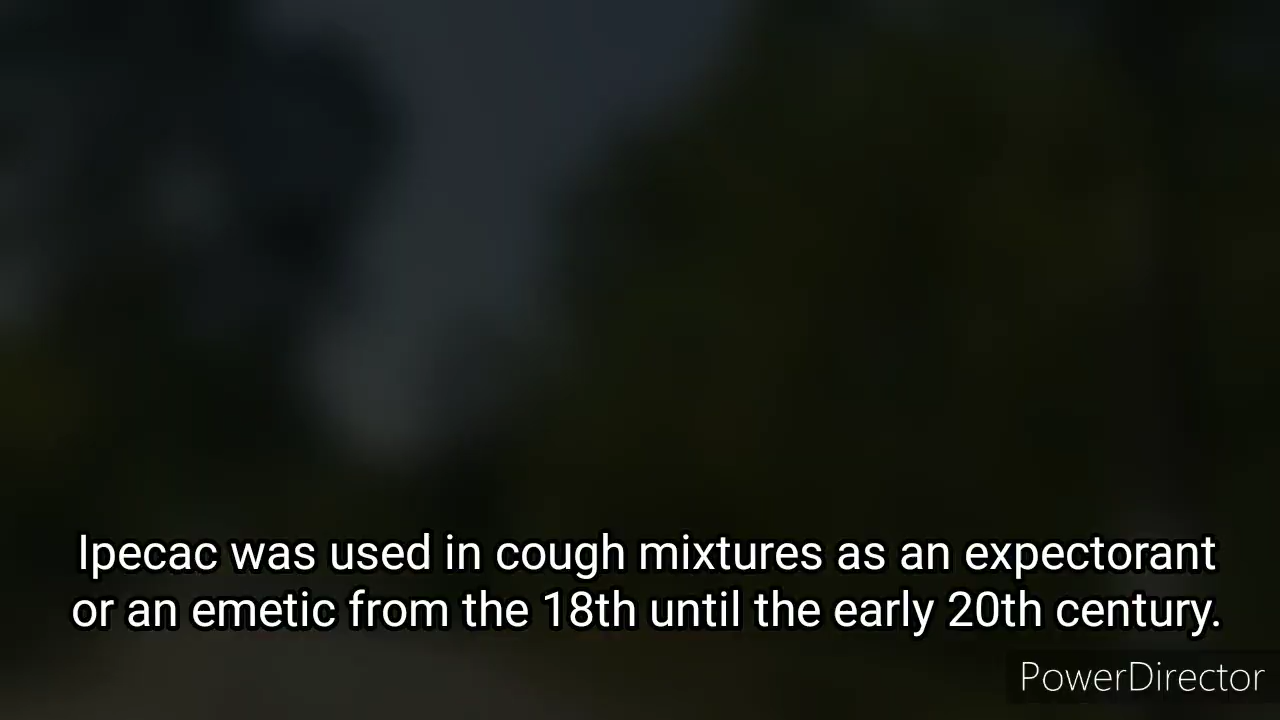 Ipecac was used in cough mixtures as an expectorant
or an emetic from the 18th until the early 20th century.
PowerDirector